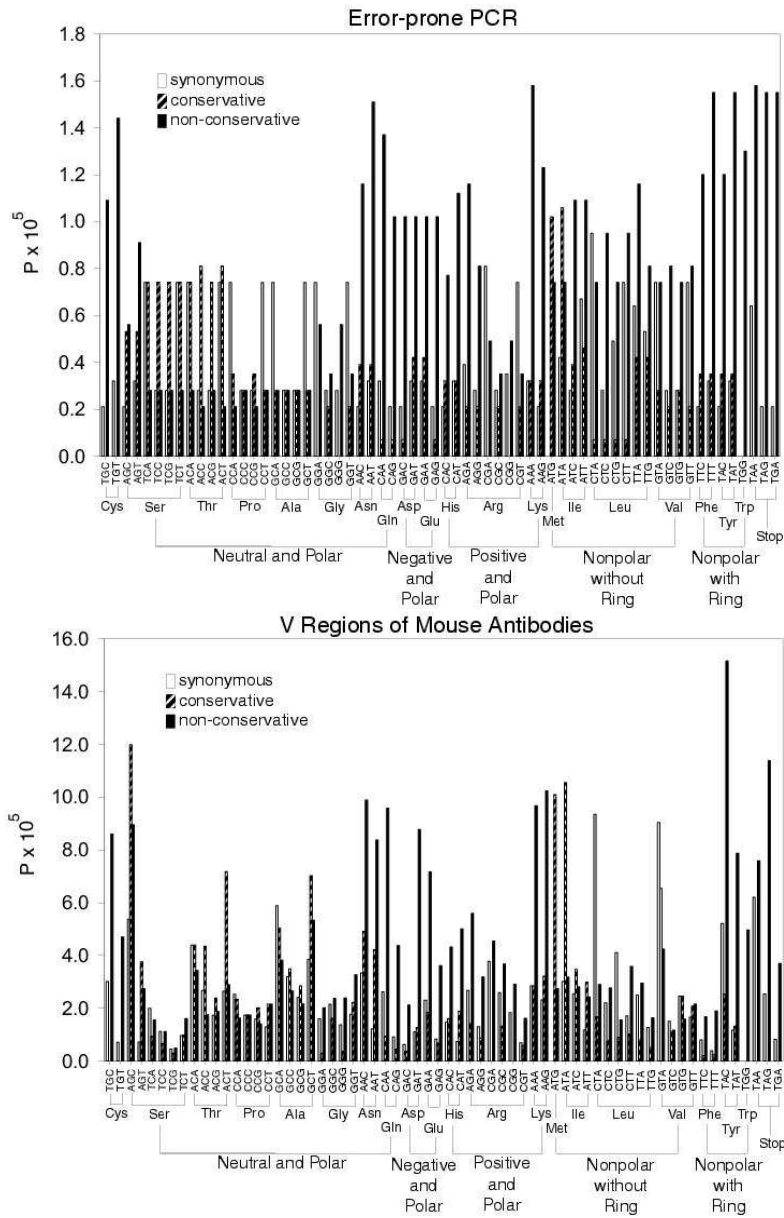 Error-prone PCR
1.8
1.6
1.4
1.2
1.0
0.8
0.6
0.4
0.2
0.0
P x 10⁵
synonymous
conservative
non-conservative
TGC TGT AGC AGT TCA TCC TCG TCT ACA ACC ACG ACT CCA CCC CCG CCT GCA GCC GCG GCT GGA GGC GGG GGT AAC AAT CAA CAG GAC GAT GAA GAG CAC CAT AGA AGG CGA CGC CGG CGT AAA AAG ATG ATA ATC ATT CTA CTC CTG CTT TTA TTG GTA GTC GTG GTT TTC TTT TAC TAT TGG TAA TAG TGA
Cys Ser Thr Pro Ala Gly Asn Gln Asp Glu His Arg Lys Met Ile Leu Val Phe Tyr Trp Stop
Neutral and Polar
Negative and Polar
Positive and Polar
Nonpolar without Ring
Nonpolar with Ring
V Regions of Mouse Antibodies
16.0
14.0
12.0
10.0
8.0
6.0
4.0
2.0
0.0
P x 10⁵
synonymous
conservative
non-conservative
TGC TGT AGC AGT TCA TCC TCG TCT ACA ACC ACG ACT CCA CCC CCG CCT GCA GCC GCG GCT GGA GGC GGG GGT AAC AAT CAA CAG GAC GAT GAA GAG CAC CAT AGA AGG CGA CGC CGG CGT AAA AAG ATG ATA ATC ATT CTA CTC CTG CTT TTA TTG GTA GTC GTG GTT TTC TTT TAC TAT TGG TAA TAG TGA
Cys Ser Thr Pro Ala Gly Asn Gln Asp Glu His Arg Lys Met Ile Leu Val Phe Tyr Trp Stop
Neutral and Polar
Negative and Polar
Positive and Polar
Nonpolar without Ring
Nonpolar with Ring